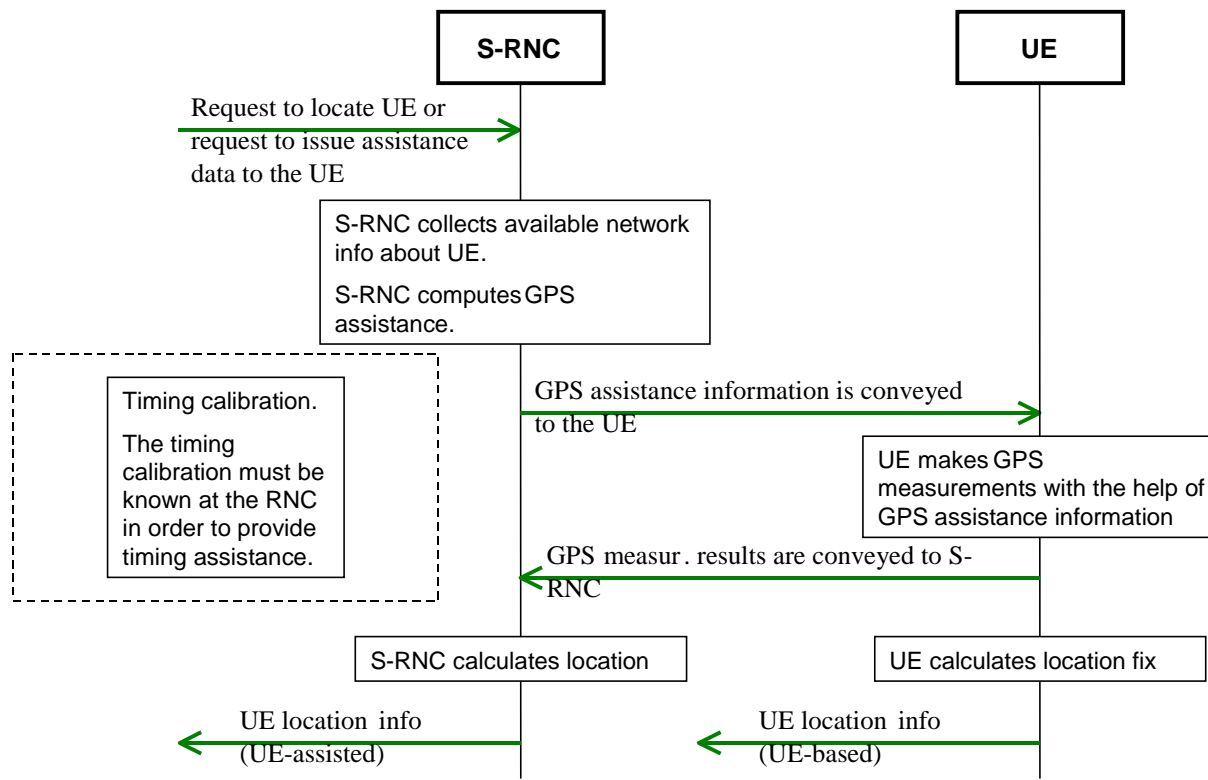 S-RNC
UE
Request to locate UE or
request to issue assistance
data to the UE
S-RNC collects available network
info about UE.
S-RNC computes GPS
assistance.
Timing calibration.
The timing
calibration must be
known at the RNC
in order to provide
timing assistance.
GPS assistance information is conveyed
to the UE
UE makes GPS
measurements with the help of
GPS assistance information
GPS measur. results are conveyed to S-
RNC
S-RNC calculates location
UE calculates location fix
UE location info
(UE-assisted)
UE location info
(UE-based)